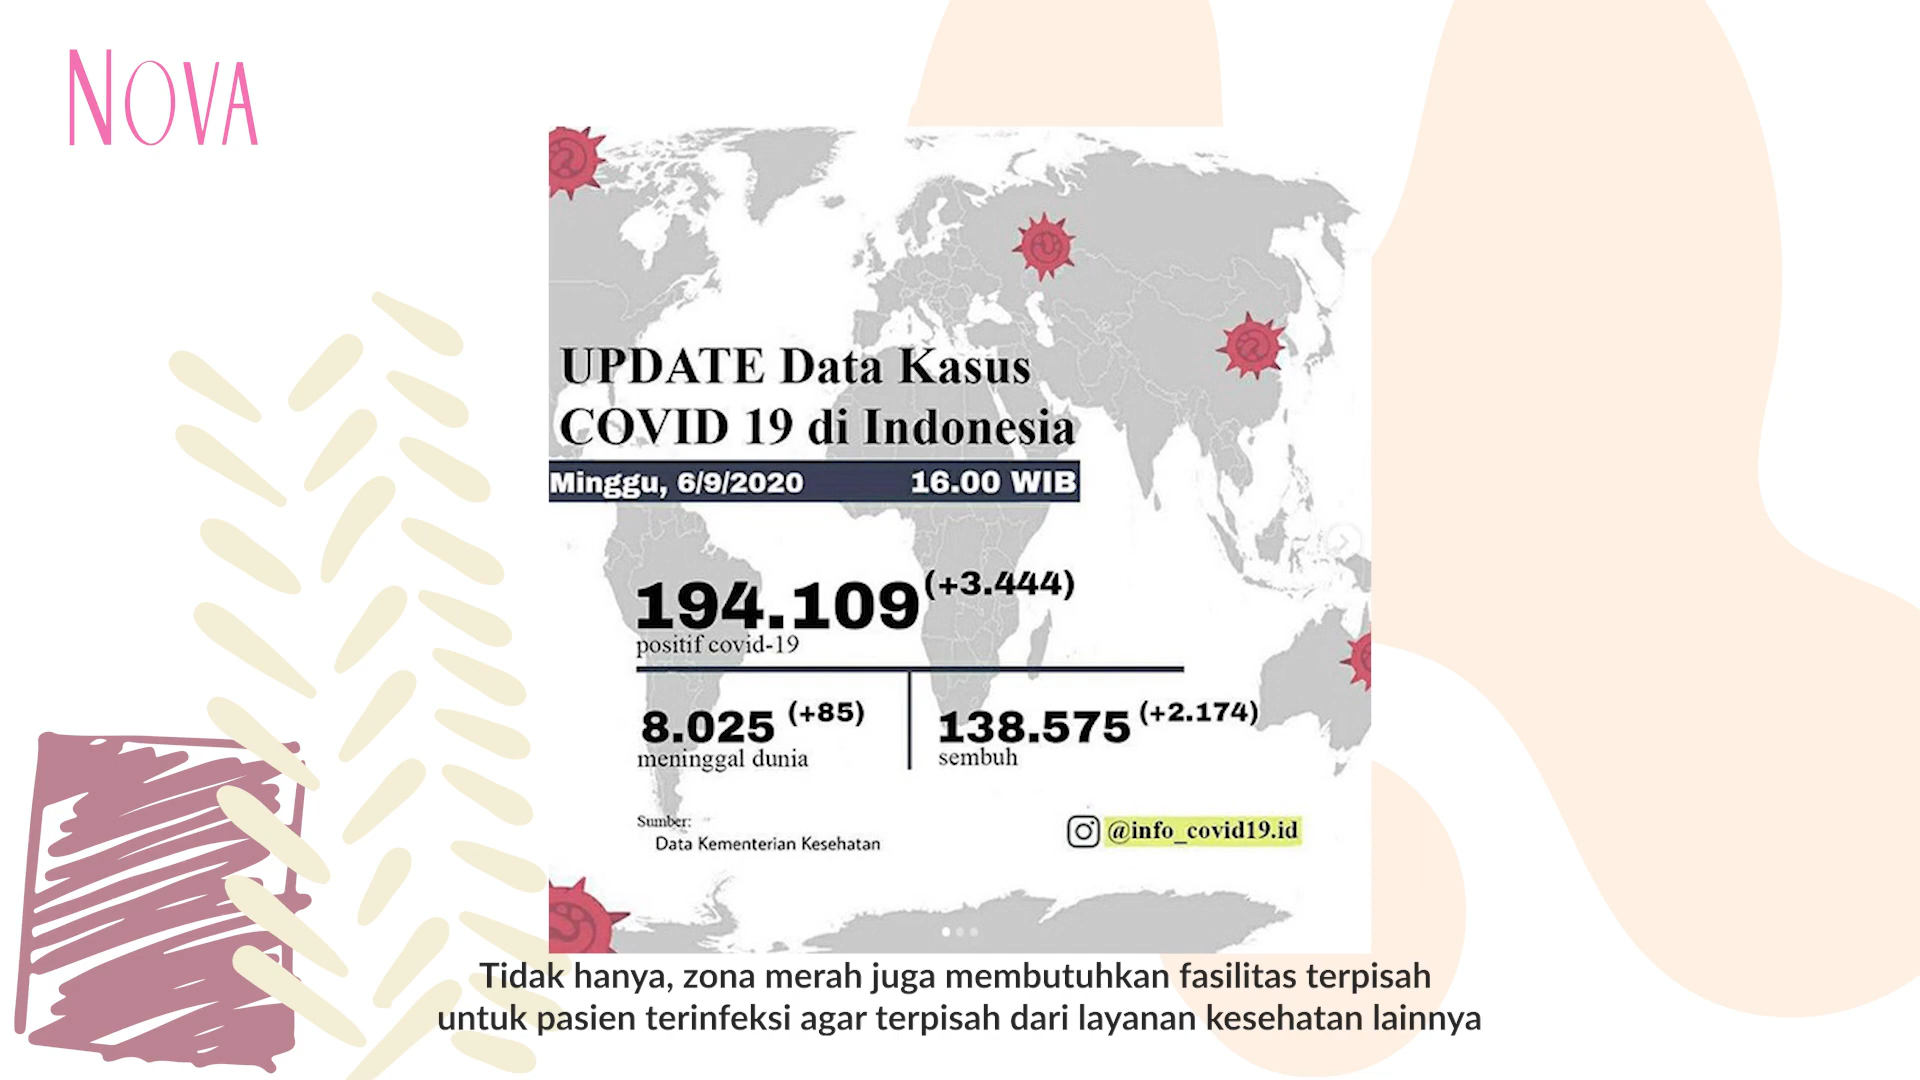 NOVA
UPDATE Data Kasus
COVID 19 di Indonesia
Minggu, 6/9/2020 16.00 WIB
194.109 (+3.444)
positif covid-19
8.025 (+85)
meninggal dunia
138.575 (+2.174)
sembuh
Sumber:
Data Kementerian Kesehatan
@info_covid19.id
Tidak hanya, zona merah juga membutuhkan fasilitas terpisah
untuk pasien terinfeksi agar terpisah dari layanan kesehatan lainnya